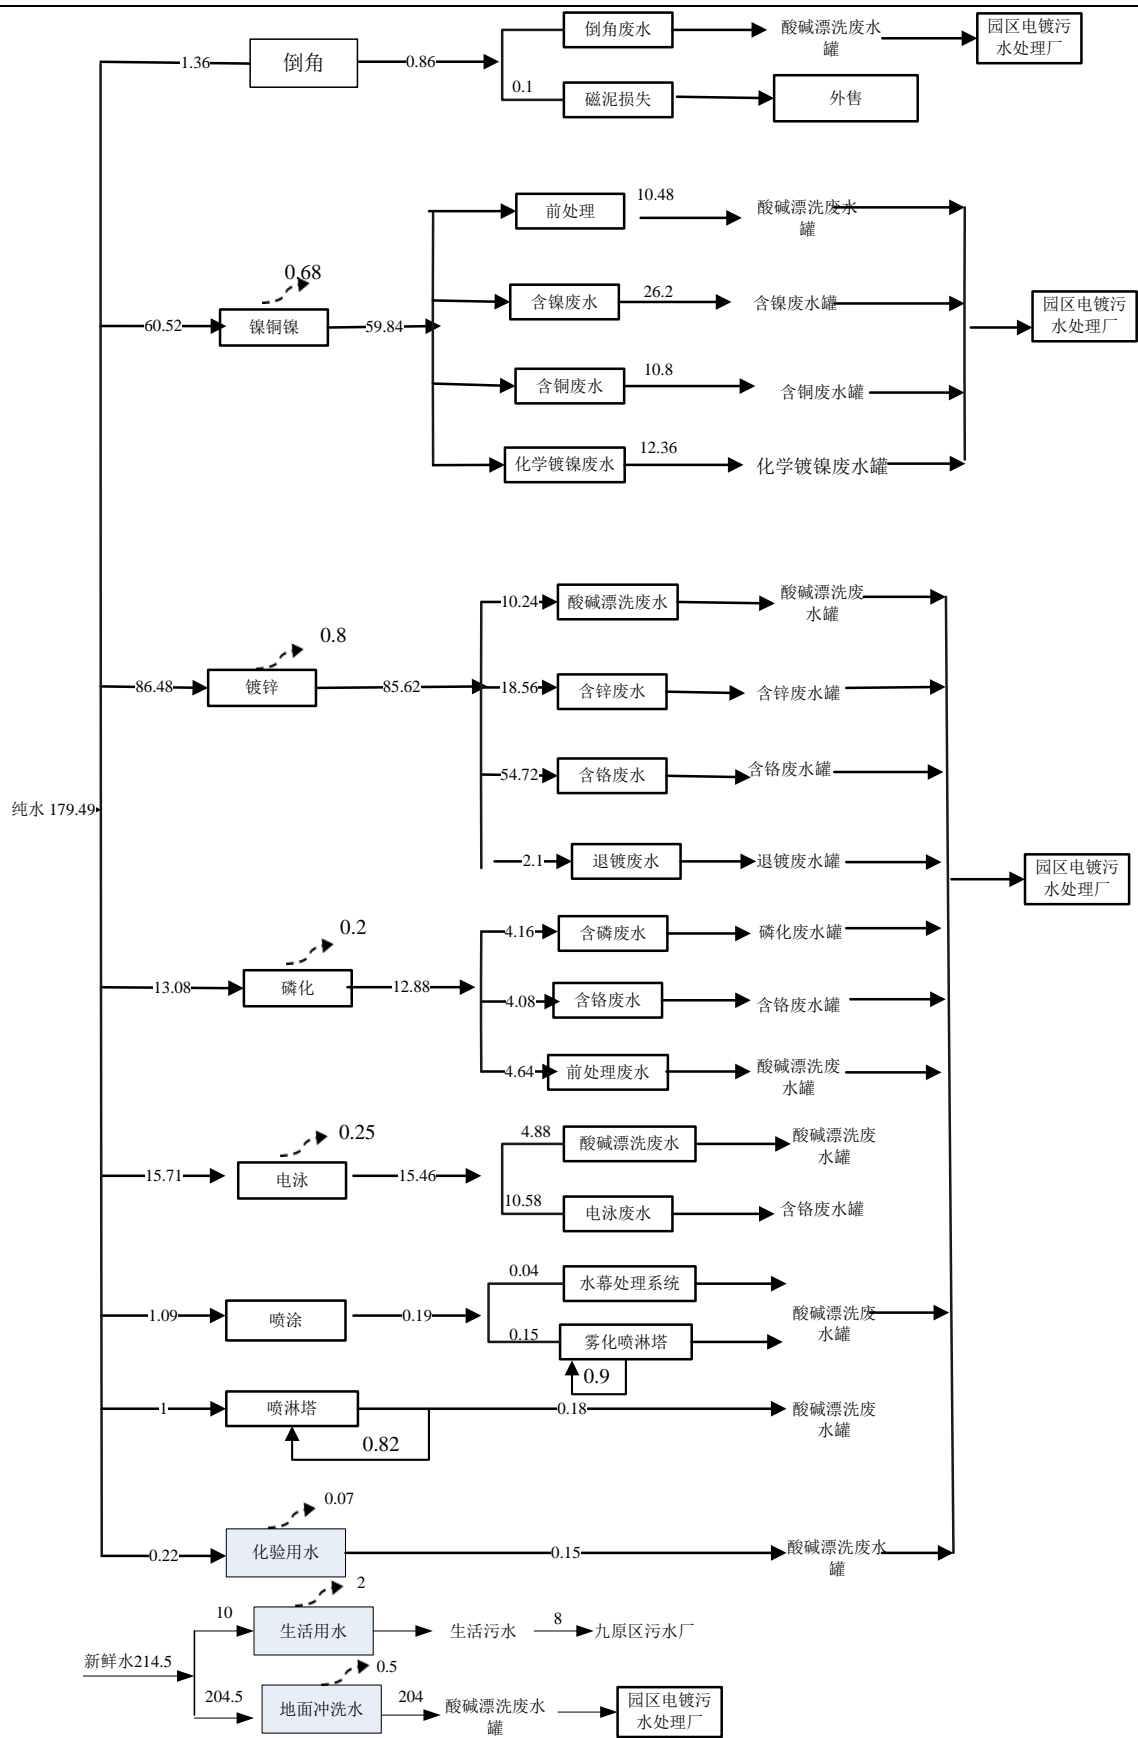 倒角废水
酸碱漂洗废水
罐
园区电镀污
水处理厂
1.36
倒角
0.86
0.1
磁泥损失
外售
前处理
10.48
酸碱漂洗废水
罐
0.68
含镍废水
26.2
含镍废水罐
园区电镀污
水处理厂
60.52
镍铜镍
59.84
含铜废水
10.8
含铜废水罐
化学镀镍废水
12.36
化学镀镍废水罐
10.24
酸碱漂洗废水
酸碱漂洗废
水罐
0.8
86.48
镀锌
85.62
18.56
含锌废水
含锌废水罐
54.72
含铬废水
含铬废水罐
纯水 179.49
2.1
退镀废水
退镀废水罐
园区电镀污
水处理厂
0.2
4.16
含磷废水
磷化废水罐
13.08
磷化
12.88
4.08
含铬废水
含铬废水罐
4.64
前处理废水
酸碱漂洗废
水罐
0.25
4.88
酸碱漂洗废水
酸碱漂洗废
水罐
15.71
电泳
15.46
10.58
电泳废水
含铬废水罐
0.04
水幕处理系统
1.09
喷涂
0.19
0.15
雾化喷淋塔
酸碱漂洗废
水罐
0.9
1
喷淋塔
0.18
酸碱漂洗废
水罐
0.82
0.07
0.22
化验用水
0.15
酸碱漂洗废水
罐
2
10
生活用水
生活污水
8
九原区污水厂
新鲜水214.5
0.5
204.5
地面冲洗水
204
酸碱漂洗废水
罐
园区电镀污
水处理厂